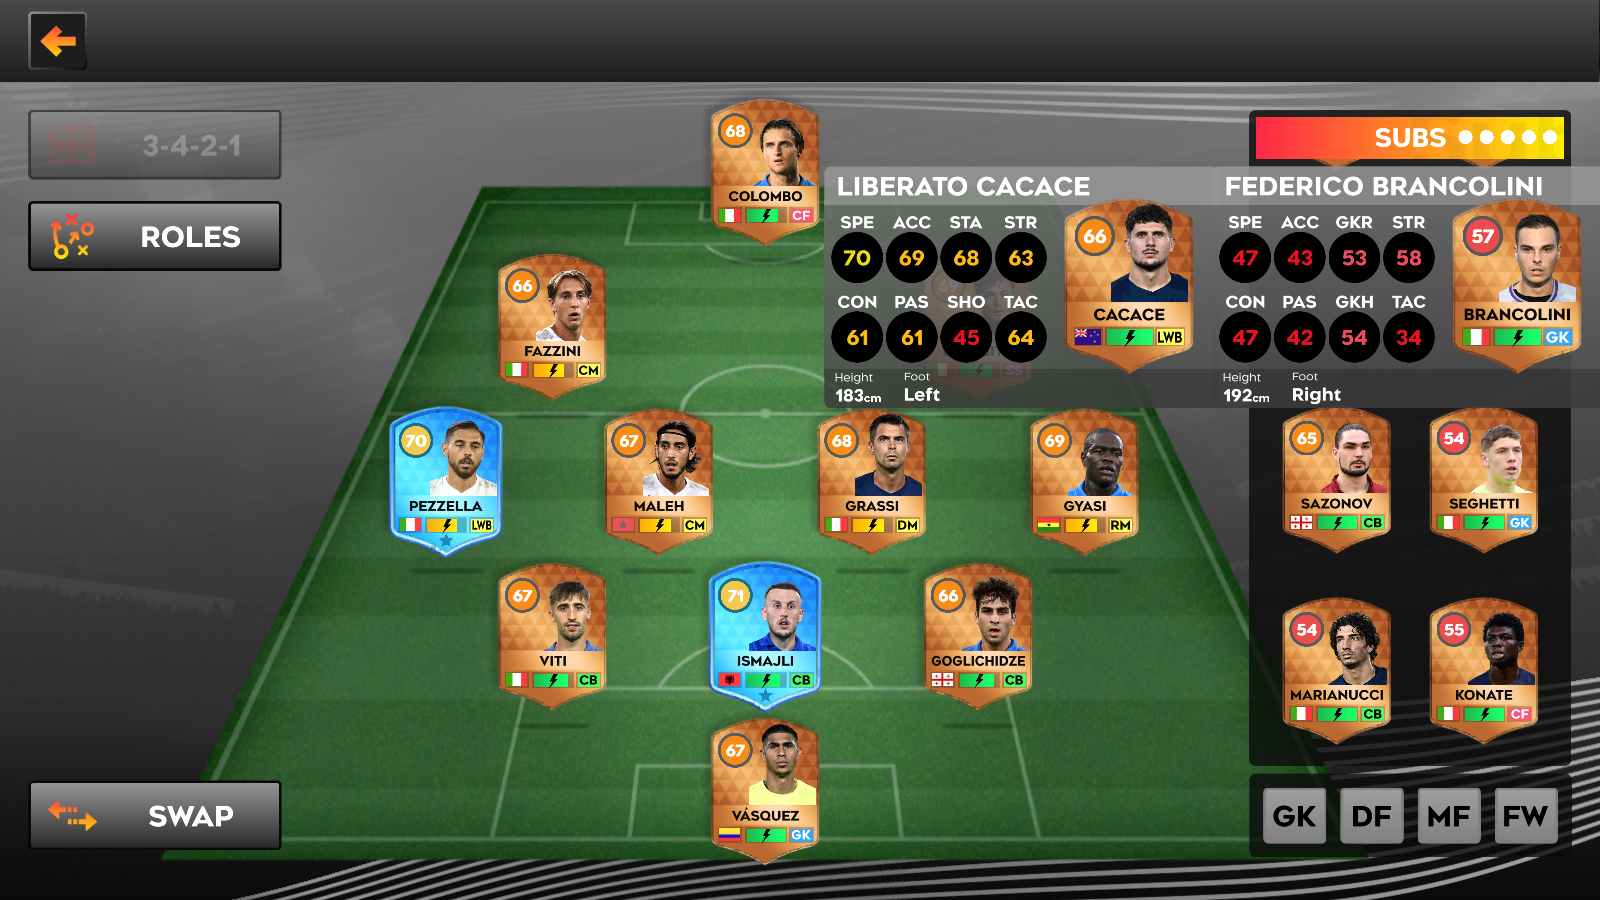 3-4-2-1
ROLES
SWAP
68
COLOMBO
CF
66
FAZZINI
CM
69
SS
70
PEZZELLA
LWB
67
MALEH
CM
68
GRASSI
DM
69
GYASI
RM
67
VITI
CB
71
ISMAJLI
CB
66
GOGLICHIDZE
CB
67
VÁSQUEZ
GK
SUBS
LIBERATO CACACE
SPE ACC STA STR
70 69 68 63
CON PAS SHO TAC
61 61 45 64
Height Foot
183cm Left
66
CACACE
LWB
FEDERICO BRANCOLINI
SPE ACC GKR STR
47 43 53 58
CON PAS GKH TAC
47 42 54 34
Height Foot
192cm Right
57
BRANCOLINI
GK
65
SAZONOV
CB
54
SEGHETTI
GK
54
MARIANUCCI
CB
55
KONATE
CF
GK DF MF FW